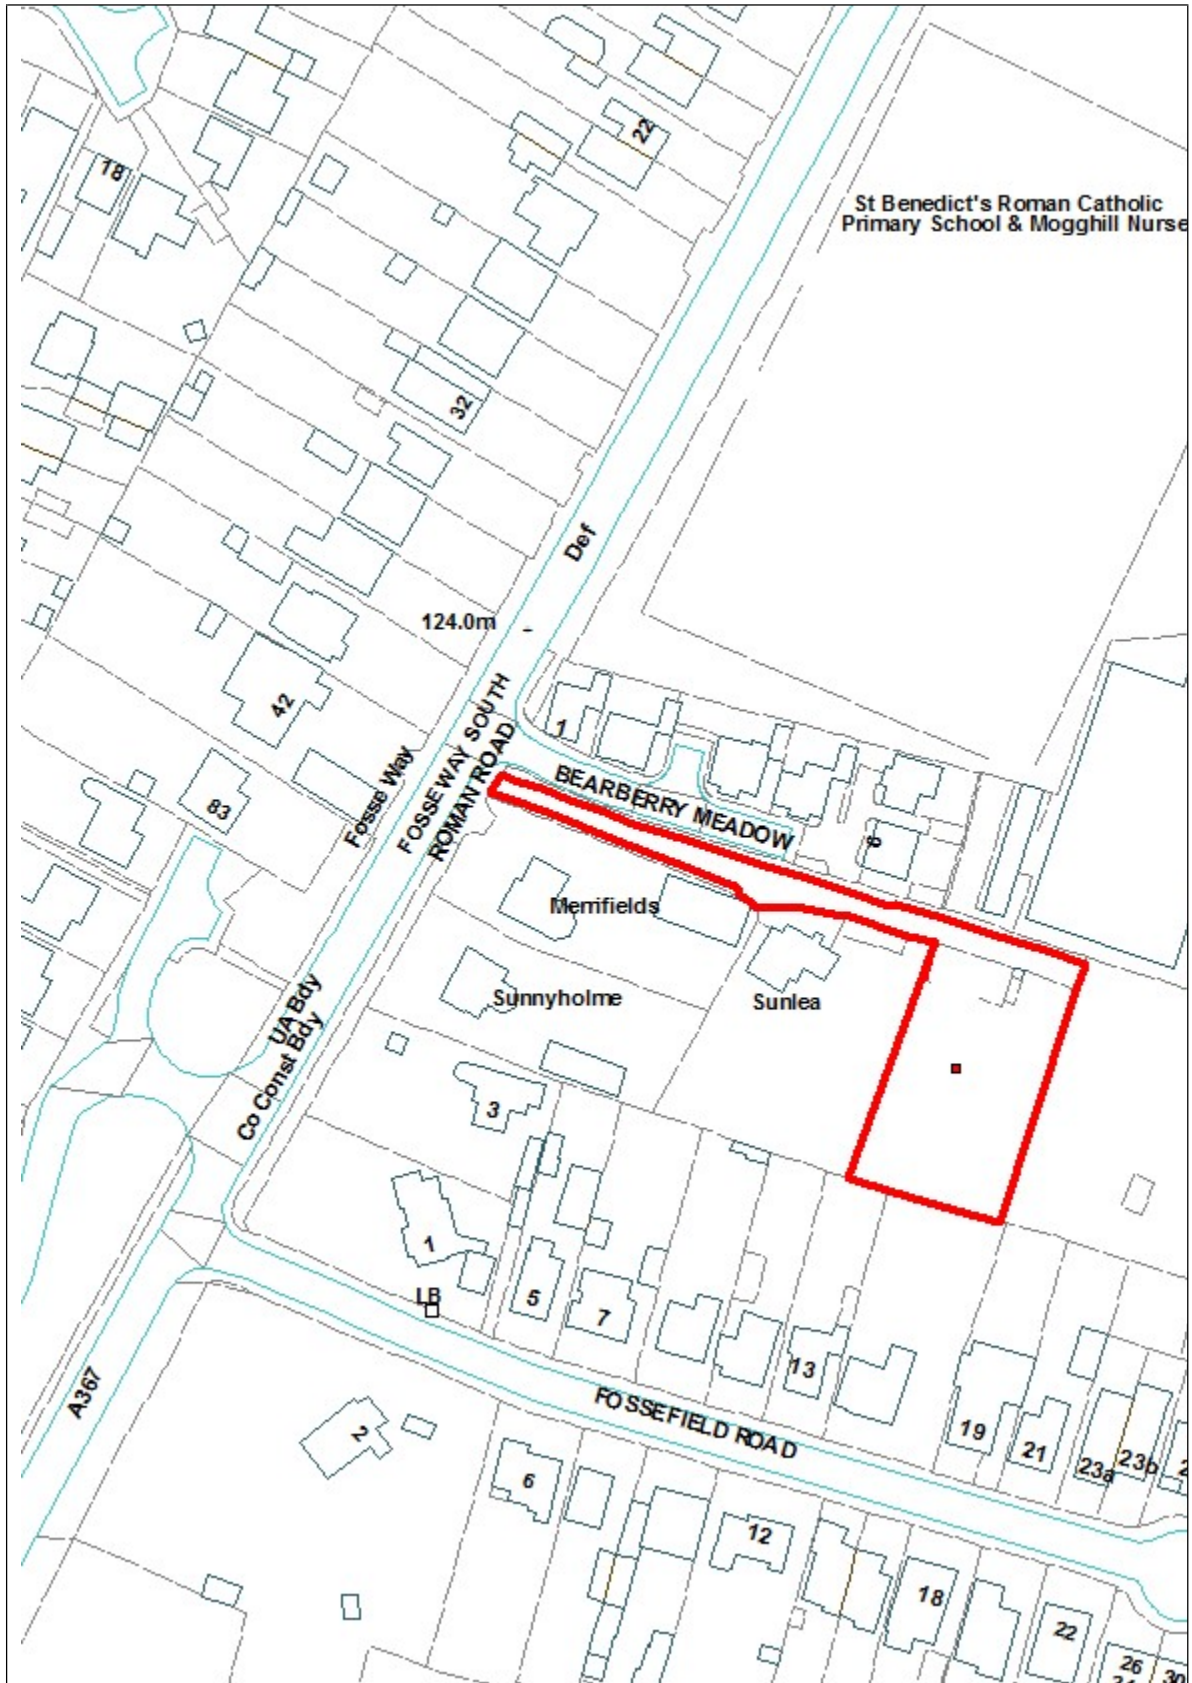 22
18
St Benedict's Roman Catholic
Primary School & Mogghill Nurse
32
Def
124.0m
42
FOSSEWAY SOUTH
ROMAN ROAD
Fosse Way
1
BEARBERRY MEADOW
83
8
Merrifields
Sunnyholme
Sunlea
UA Bdy
Co Const Bdy
3
1
LB
5
7
13
A367
FOSSEFIELD ROAD
2
19
21
23a
23b
6
12
18
22
26
30